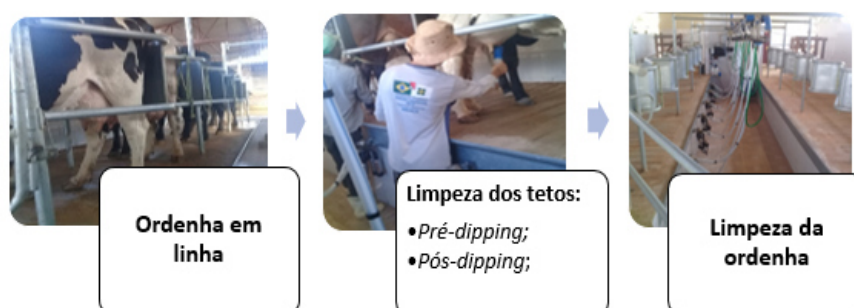 Ordenha em
linha
Limpeza dos tetos:
•Pré-dipping;
•Pós-dipping;
Limpeza da
ordenha